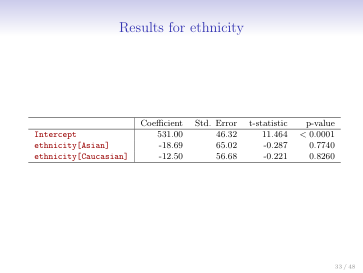 Results for ethnicity
Coefficient Std. Error t-statistic p-value
Intercept 531.00 46.32 11.464 < 0.0001
ethnicity[Asian] -18.69 65.02 -0.287 0.7740
ethnicity[Caucasian] -12.50 56.68 -0.221 0.8260
33 / 48